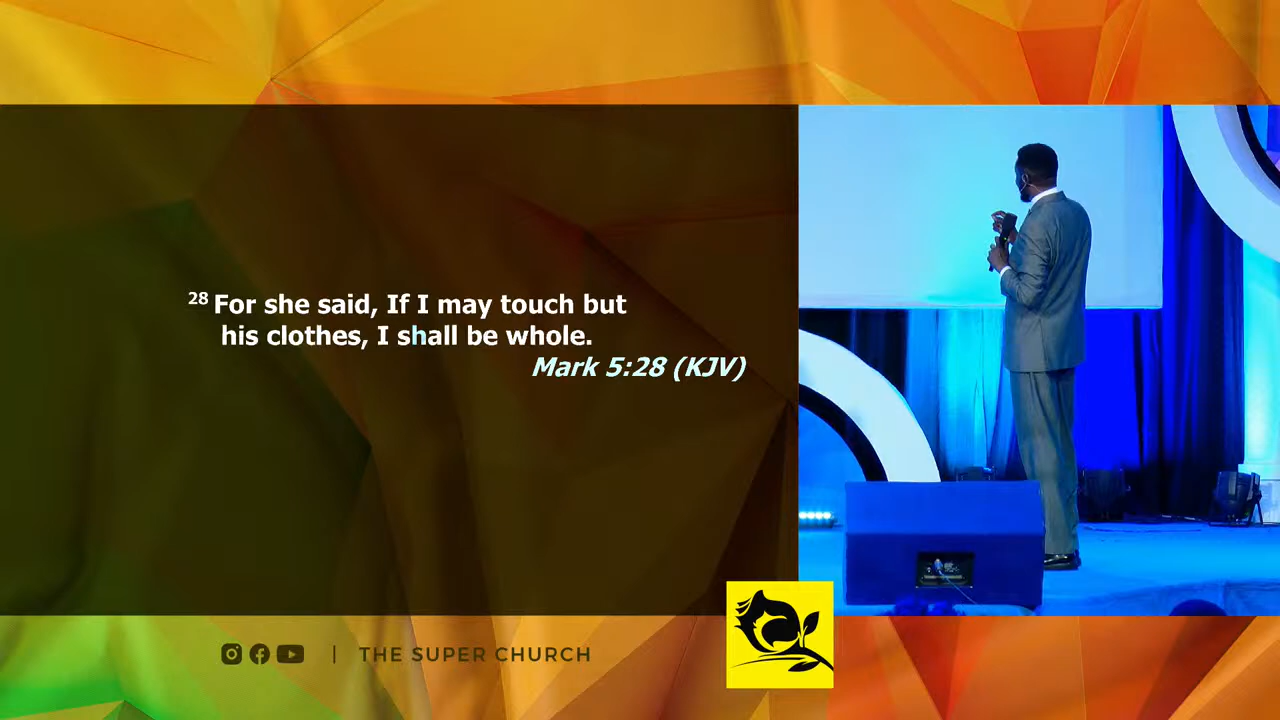 28 For she said, If I may touch but
his clothes, I shall be whole.
Mark 5:28 (KJV)
| THE SUPER CHURCH